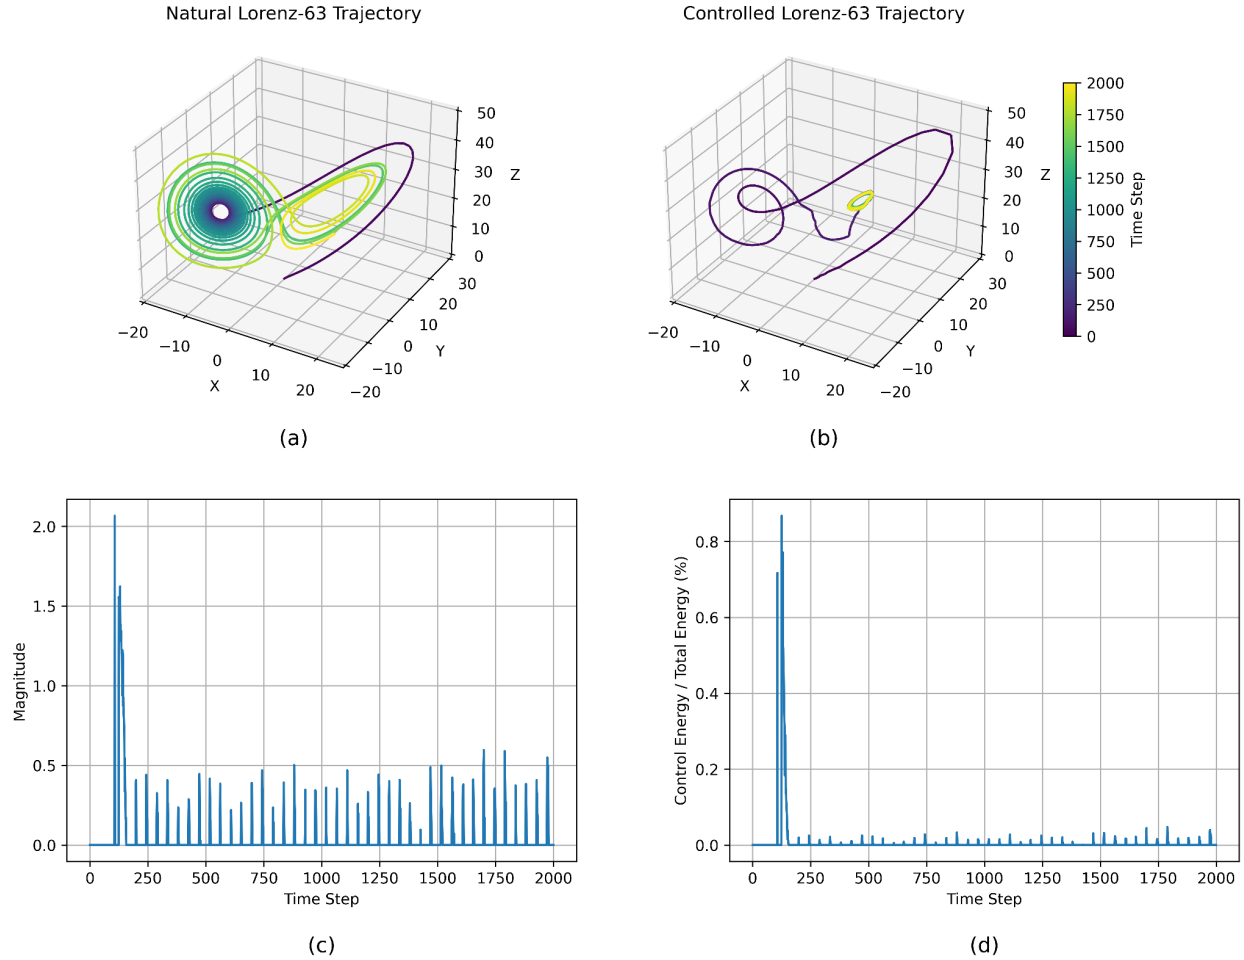 Natural Lorenz-63 Trajectory
Controlled Lorenz-63 Trajectory
50
40
30
20
10
0
Z
30
20
10
0
−10
−20
Y
−20
−10
0
10
20
X
(a)
50
40
30
20
10
0
Z
30
20
10
0
−10
−20
Y
−20
−10
0
10
20
X
(b)
2000
1750
1500
1250
1000
750
500
250
0
Time Step
2.0
1.5
1.0
0.5
0.0
Magnitude
0 250 500 750 1000 1250 1500 1750 2000
Time Step
(c)
0.8
0.6
0.4
0.2
0.0
Control Energy / Total Energy (%)
0 250 500 750 1000 1250 1500 1750 2000
Time Step
(d)